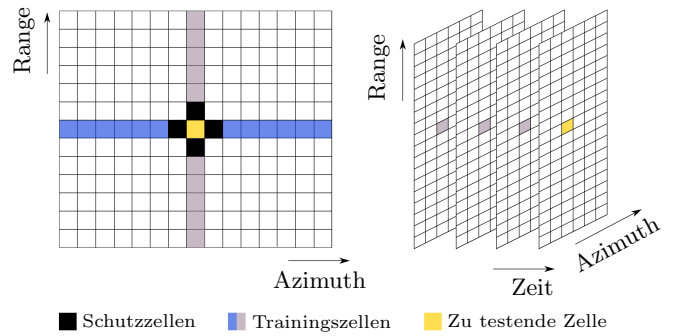 Range
Range
Azimuth
Zeit
Azimuth
Schutzzellen
Trainingszellen
Zu testende Zelle